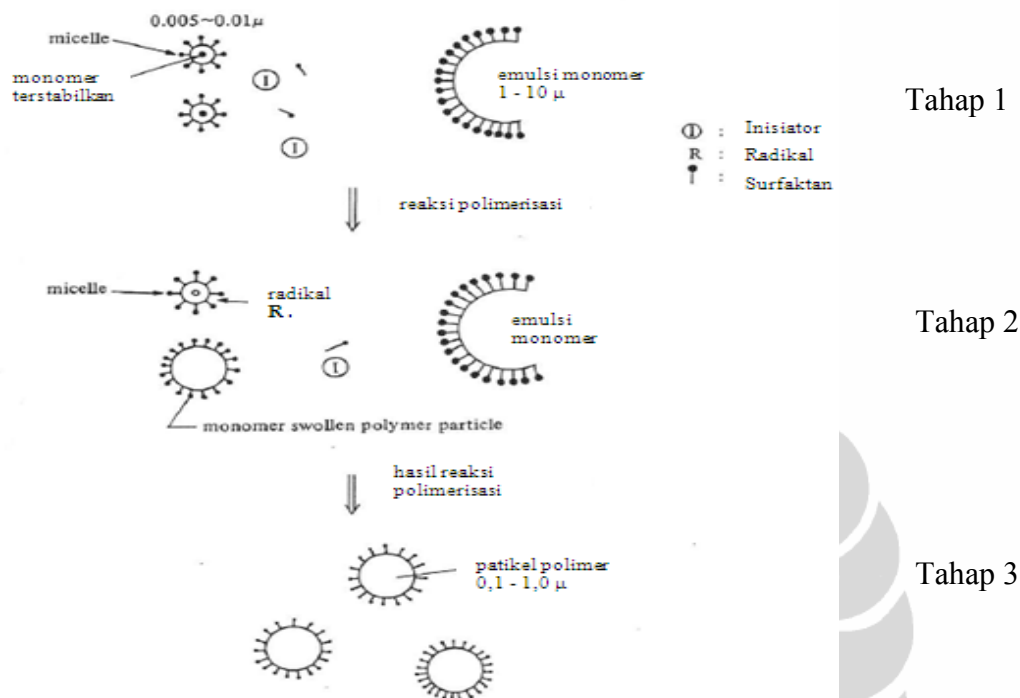 0.005~0.01μ
micelle
monomer
terstabilkan
I
I
emulsi monomer
1 - 10 μ
Tahap 1
I : Inisiator
R : Radikal
: Surfaktan
reaksi polimerisasi
micelle
radikal
R .
I
emulsi
monomer
Tahap 2
monomer swollen polymer particle
hasil reaksi
polimerisasi
patikel polimer
0,1 - 1,0 μ
Tahap 3